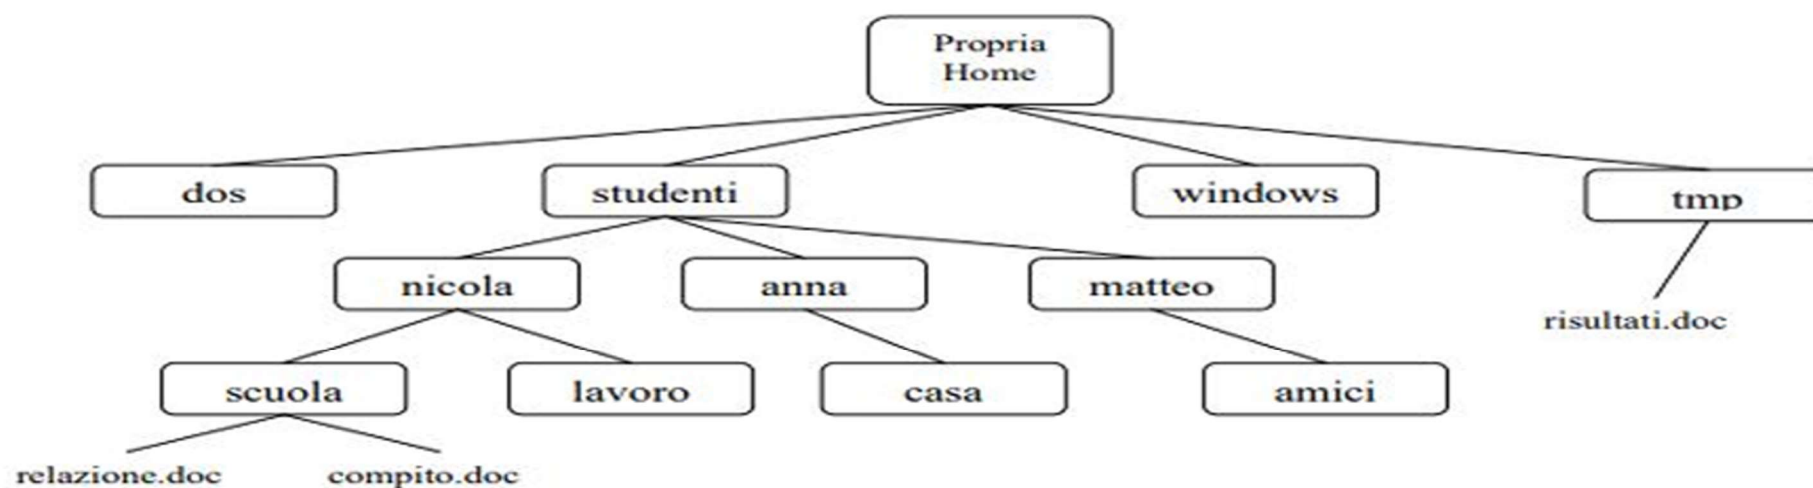 Propria
Home
dos
studenti
windows
tmp
nicola
anna
matteo
risultati.doc
scuola
lavoro
casa
amici
relazione.doc
compito.doc